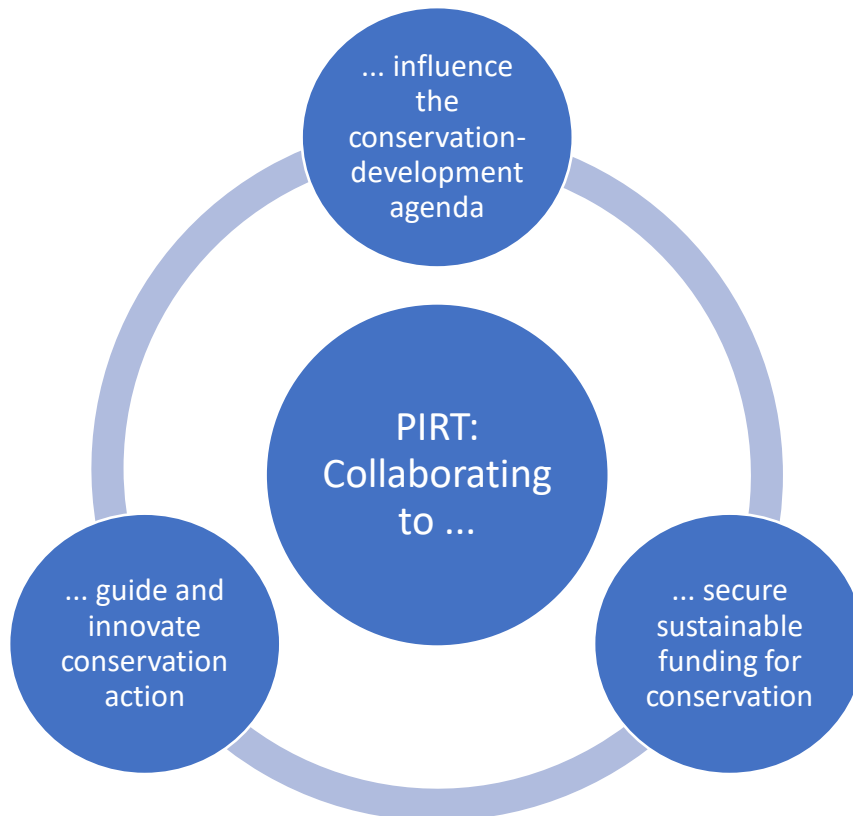 ... influence
the
conservation-
development
agenda
PIRT:
Collaborating
to ...
... guide and
innovate
conservation
action
... secure
sustainable
funding for
conservation